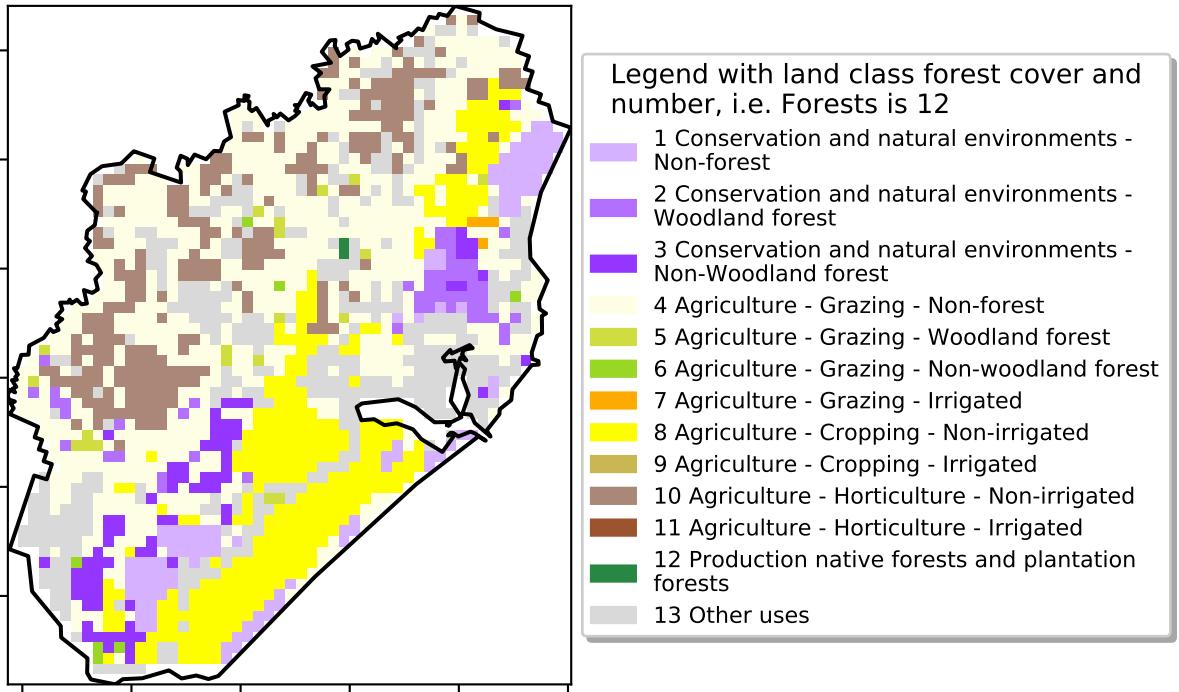 Legend with land class forest cover and
number, i.e. Forests is 12
1 Conservation and natural environments -
Non-forest
2 Conservation and natural environments -
Woodland forest
3 Conservation and natural environments -
Non-Woodland forest
4 Agriculture - Grazing - Non-forest
5 Agriculture - Grazing - Woodland forest
6 Agriculture - Grazing - Non-woodland forest
7 Agriculture - Grazing - Irrigated
8 Agriculture - Cropping - Non-irrigated
9 Agriculture - Cropping - Irrigated
10 Agriculture - Horticulture - Non-irrigated
11 Agriculture - Horticulture - Irrigated
12 Production native forests and plantation
forests
13 Other uses